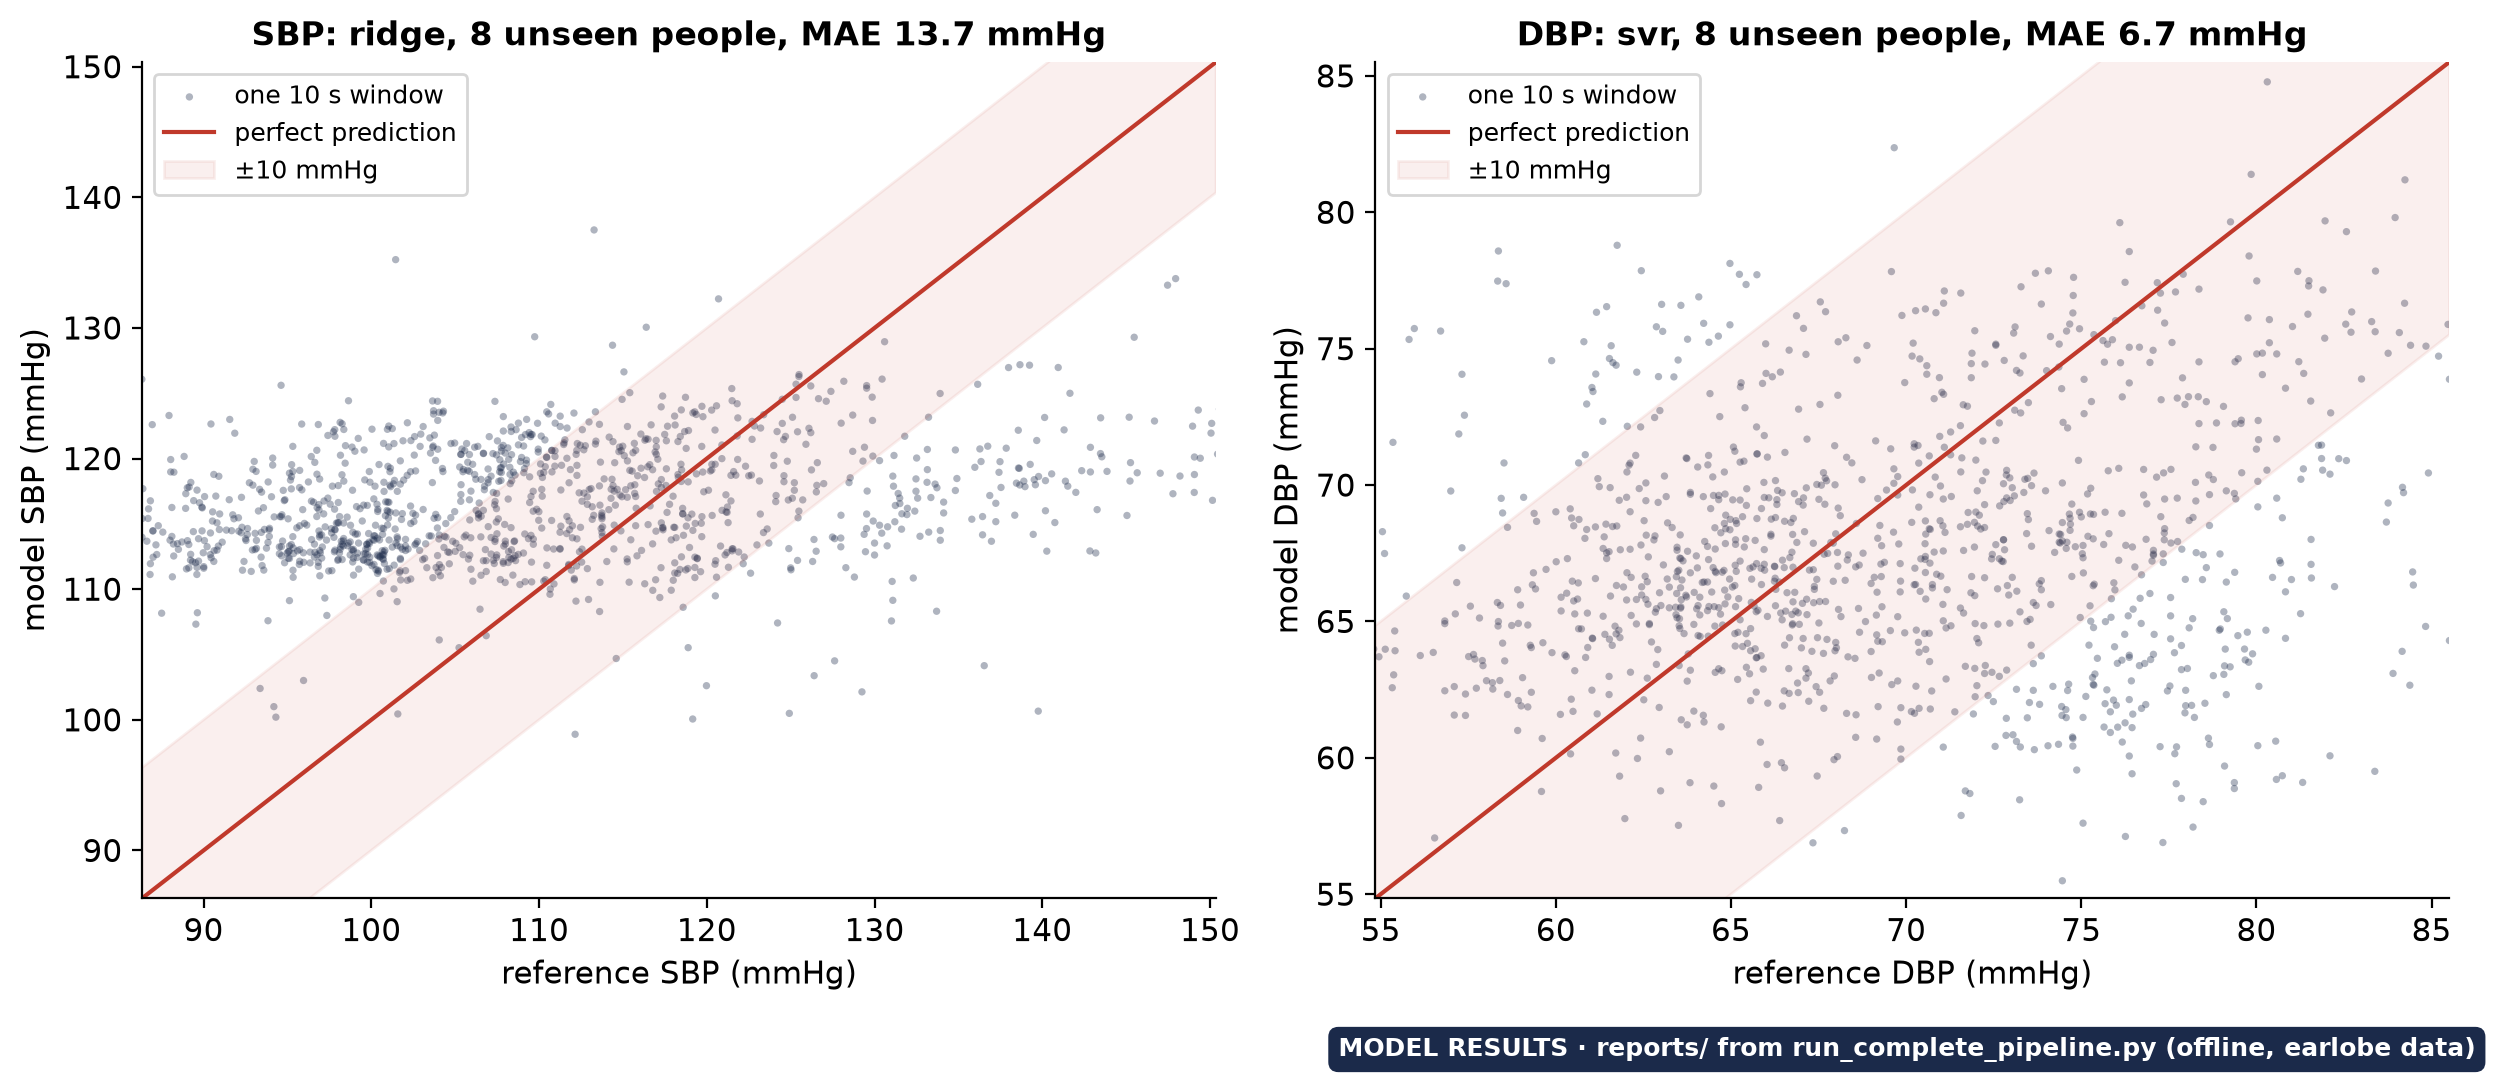 SBP: ridge, 8 unseen people, MAE 13.7 mmHg
one 10 s window
perfect prediction
±10 mmHg
150
140
130
120
110
100
90
model SBP (mmHg)
90 100 110 120 130 140 150
reference SBP (mmHg)
DBP: svr, 8 unseen people, MAE 6.7 mmHg
one 10 s window
perfect prediction
±10 mmHg
85
80
75
70
65
60
55
model DBP (mmHg)
55 60 65 70 75 80 85
reference DBP (mmHg)
MODEL RESULTS · reports/ from run_complete_pipeline.py (offline, earlobe data)